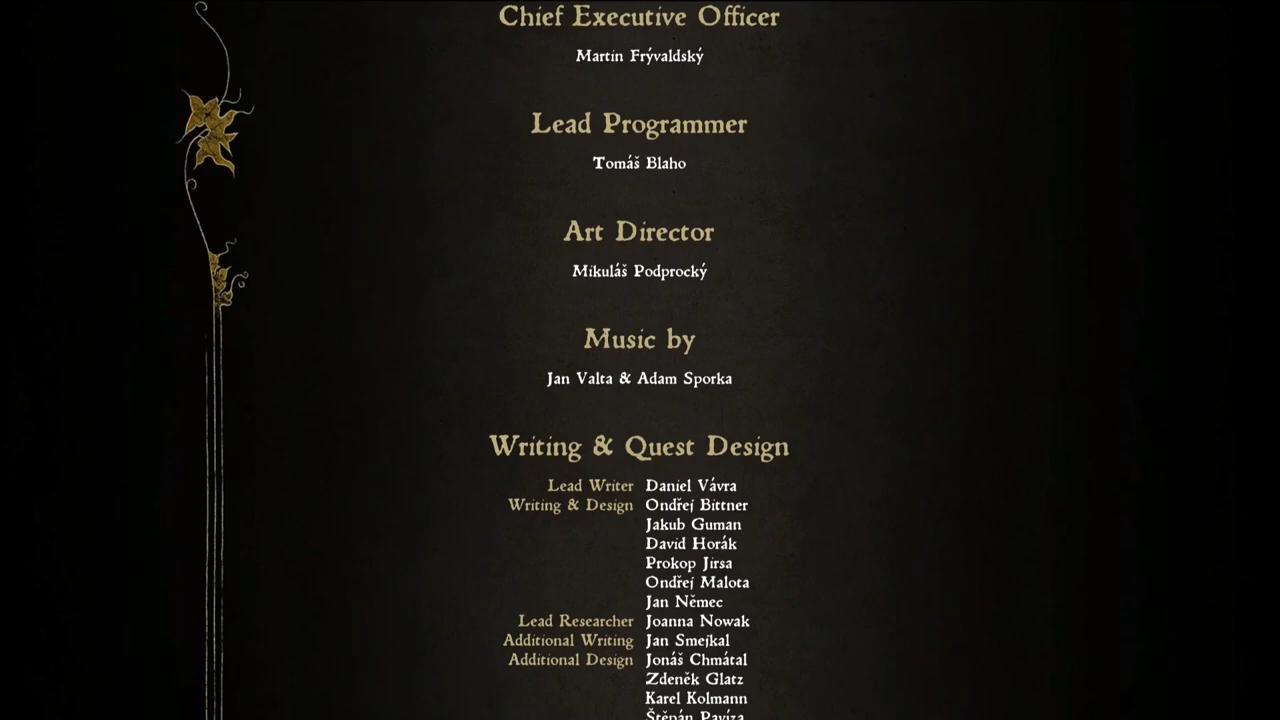 Chief Executive Officer
Martin Frývaldský
Lead Programmer
Tomáš Blaho
Art Director
Mikuláš Podprocký
Music by
Jan Valta & Adam Sporka
Writing & Quest Design
Lead Writer Daniel Vávra
Writing & Design Ondřej Bittner
Jakub Guman
David Horák
Prokop Jirsa
Ondřej Malota
Jan Němec
Lead Researcher Joanna Nowak
Additional Writing Jan Smejkal
Additional Design Jonáš Chmátal
Zdeněk Glatz
Karel Kolmann
Štěpán Pavíza